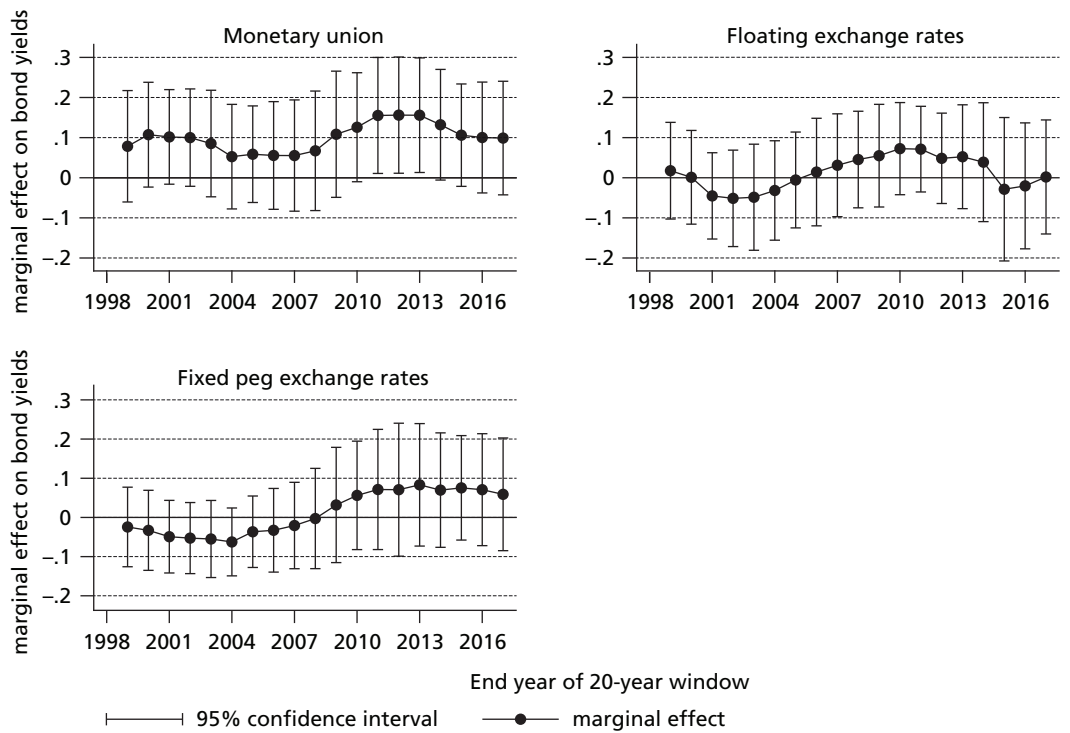 Monetary union
marginal effect on bond yields
.3
.2
.1
0
–.1
–.2
1998 2001 2004 2007 2010 2013 2016
Floating exchange rates
.3
.2
.1
0
–.1
–.2
1998 2001 2004 2007 2010 2013 2016
Fixed peg exchange rates
marginal effect on bond yields
.3
.2
.1
0
–.1
–.2
1998 2001 2004 2007 2010 2013 2016
End year of 20-year window
95% confidence interval marginal effect